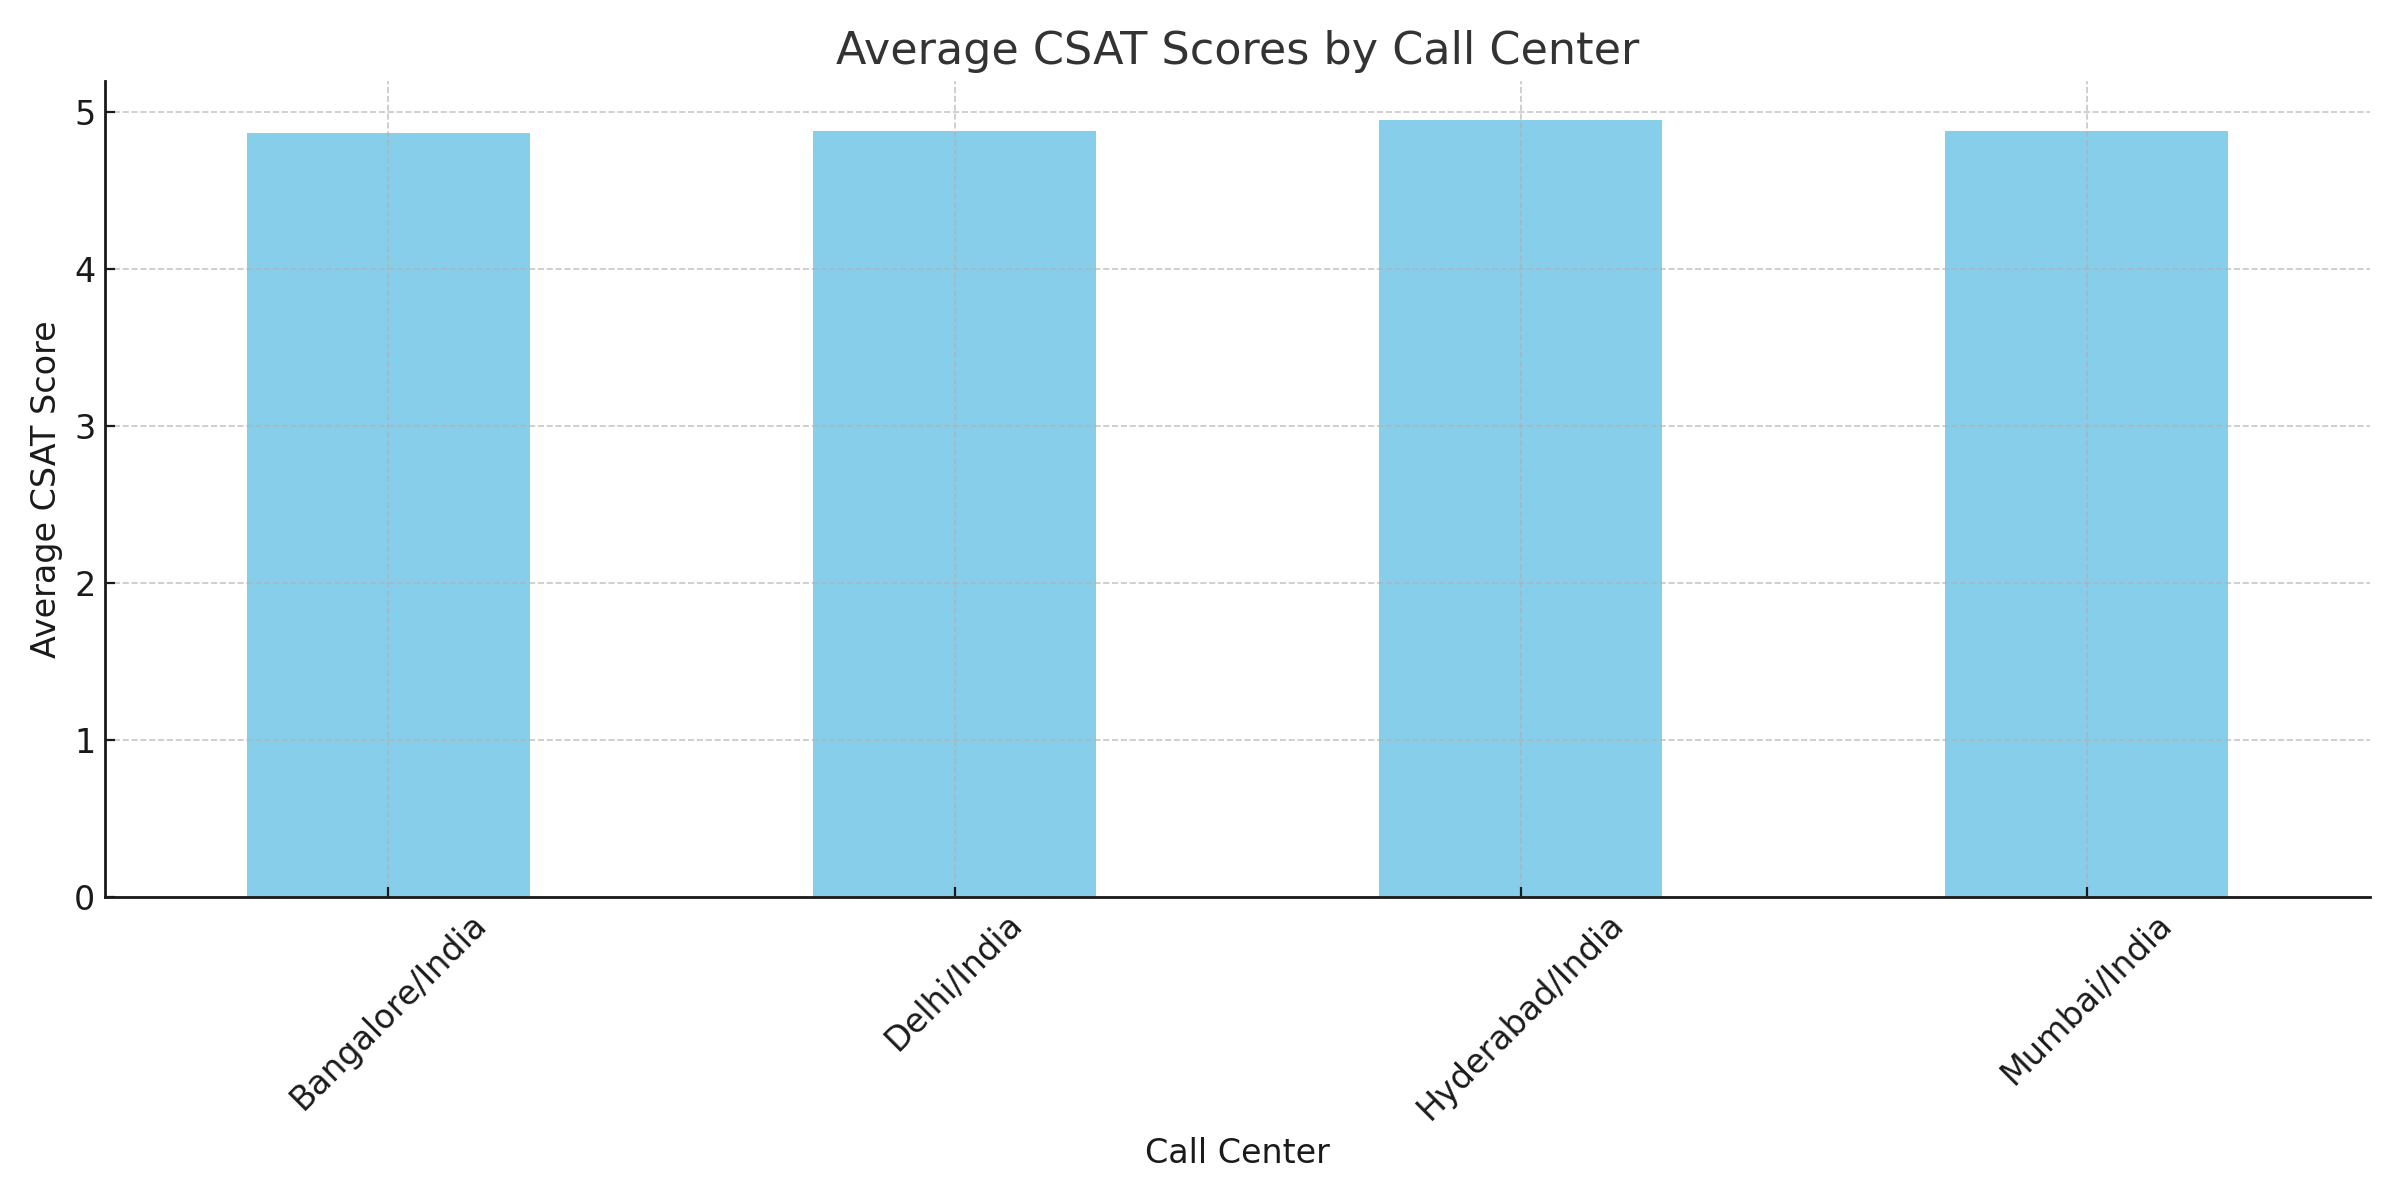 Average CSAT Scores by Call Center
Average CSAT Score
5
4
3
2
1
0
Bangalore/India
Delhi/India
Hyderabad/India
Mumbai/India
Call Center